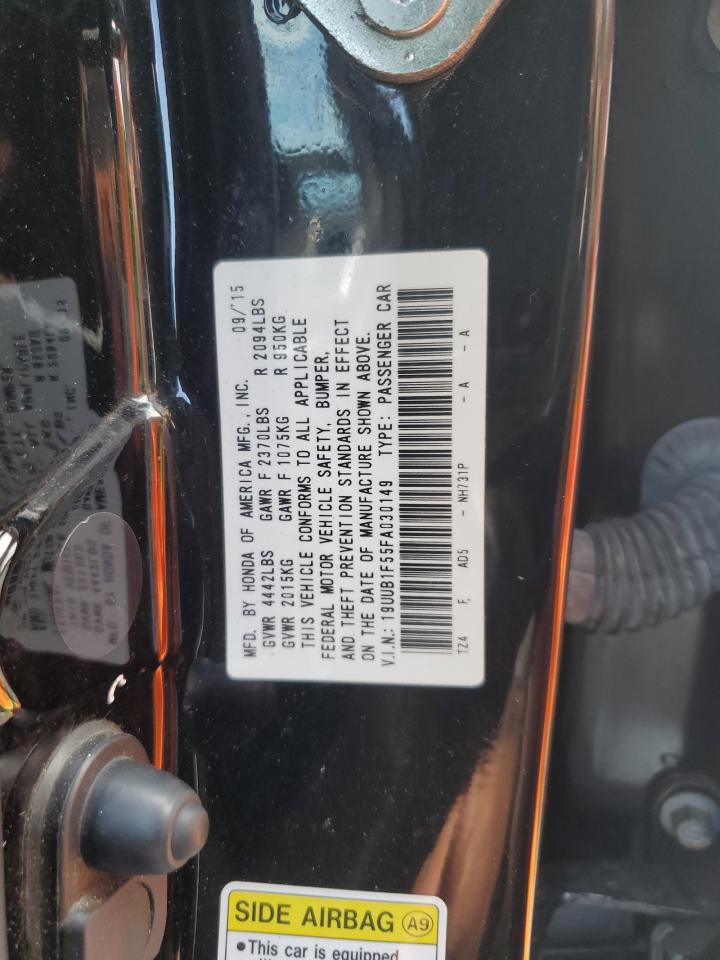 MFD. BY HONDA OF AMERICA MFG., INC. 09/'15
GVWR 4442LBS GAWR F 2370LBS R 2094LBS
GVWR 2015KG GAWR F 1075KG R 950KG
THIS VEHICLE CONFORMS TO ALL APPLICABLE
FEDERAL MOTOR VEHICLE SAFETY, BUMPER,
AND THEFT PREVENTION STANDARDS IN EFFECT
ON THE DATE OF MANUFACTURE SHOWN ABOVE.
V.I.N.: 19UUB1F55FA030149 TYPE: PASSENGER CAR
TZ4 F, AD5 - NH731P - A - A
SIDE AIRBAG A9
•This car is equipped